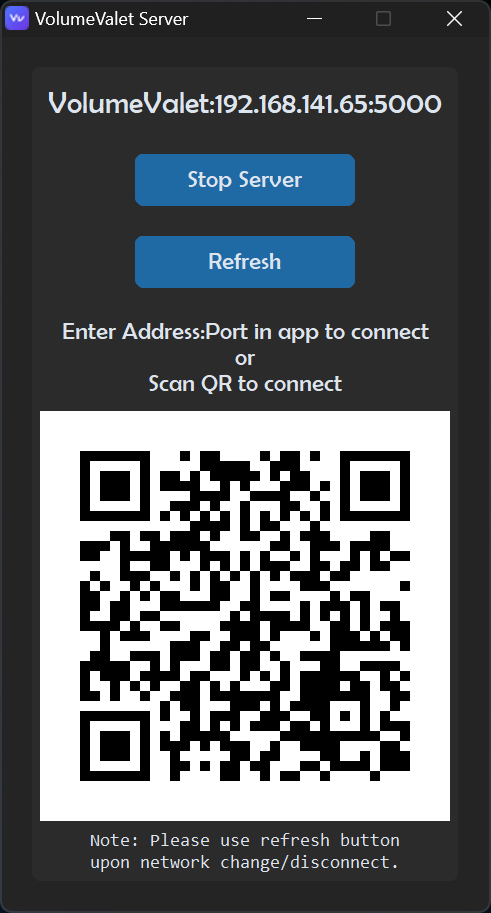 VolumeValet Server
VolumeValet:192.168.141.65:5000
Stop Server
Refresh
Enter Address:Port in app to connect
or
Scan QR to connect
Note: Please use refresh button
upon network change/disconnect.